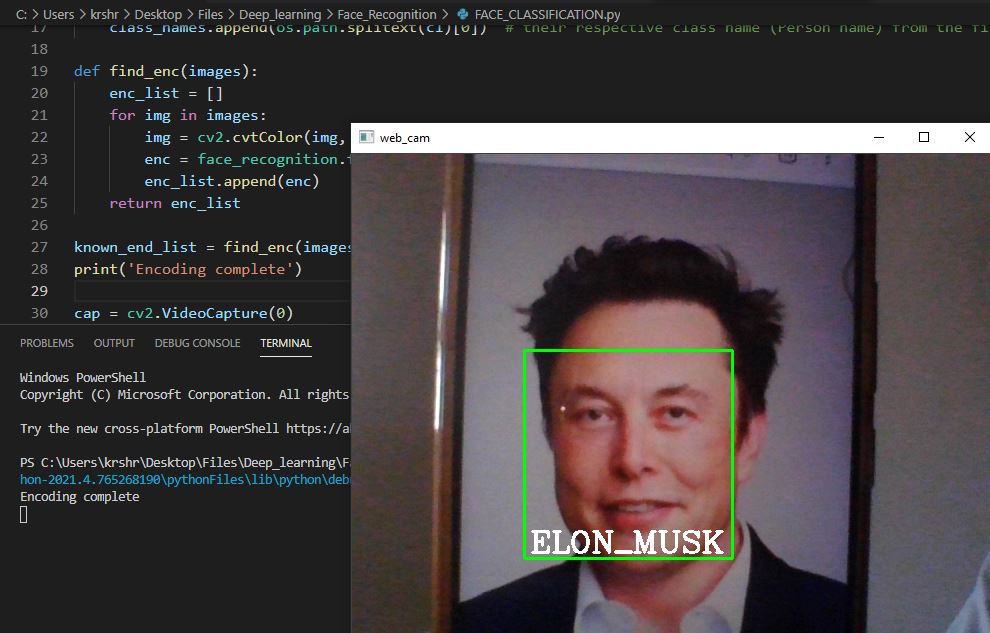 C: > Users > krshr > Desktop > Files > Deep_learning > Face_Recognition > FACE_CLASSIFICATION.py
17 class_names.append(os.path.splitext(cl)[0]) # their respective class name (Person name) from the
18
19 def find_enc(images):
20 enc_list = []
21 for img in images:
22 img = cv2.cvtColor(img,
23 enc = face_recognition.
24 enc_list.append(enc)
25 return enc_list
26
27 known_end_list = find_enc(images
28 print('Encoding complete')
29
30 cap = cv2.VideoCapture(0)
web_cam
ELON_MUSK
PROBLEMS OUTPUT DEBUG CONSOLE TERMINAL
Windows PowerShell
Copyright (C) Microsoft Corporation. All rights
Try the new cross-platform PowerShell https://a
PS C:\Users\krshr\Desktop\Files\Deep_learning\F
hon-2021.4.765268190\pythonFiles\lib\python\deb
Encoding complete